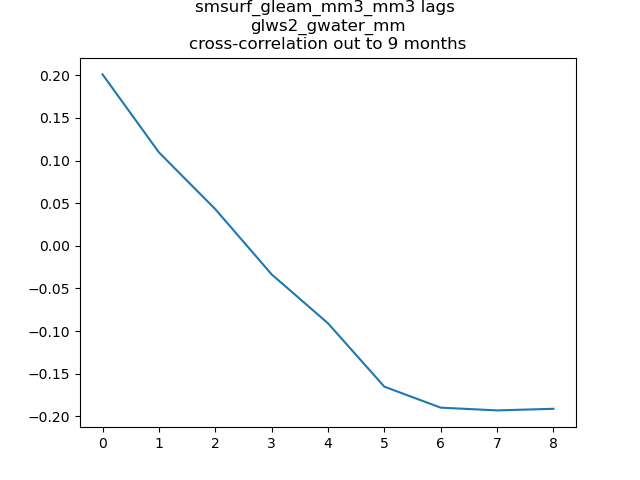 smsurf_gleam_mm3_mm3 lags
glws2_gwater_mm
cross-correlation out to 9 months
0.20
0.15
0.10
0.05
0.00
−0.05
−0.10
−0.15
−0.20
0 1 2 3 4 5 6 7 8